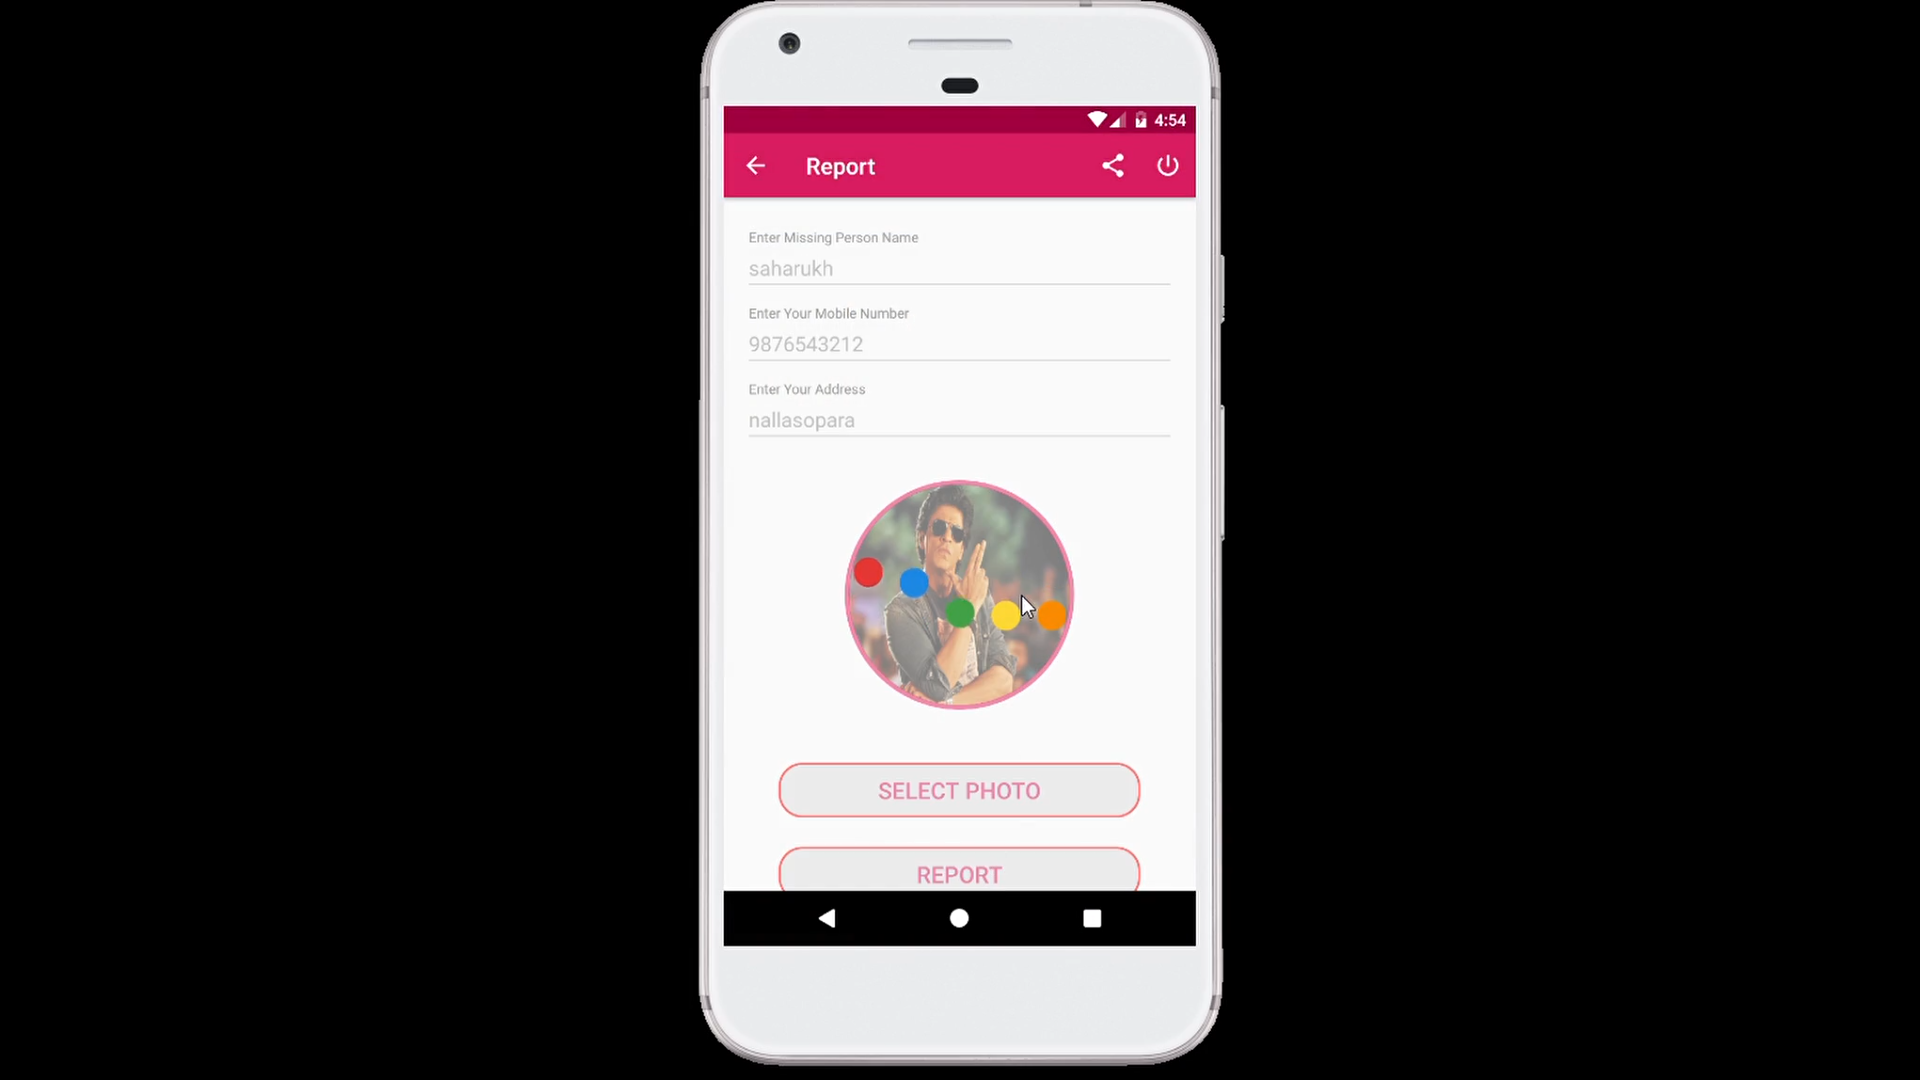 4:54
Report
Enter Missing Person Name
saharukh
Enter Your Mobile Number
9876543212
Enter Your Address
nallasopara
SELECT PHOTO
REPORT